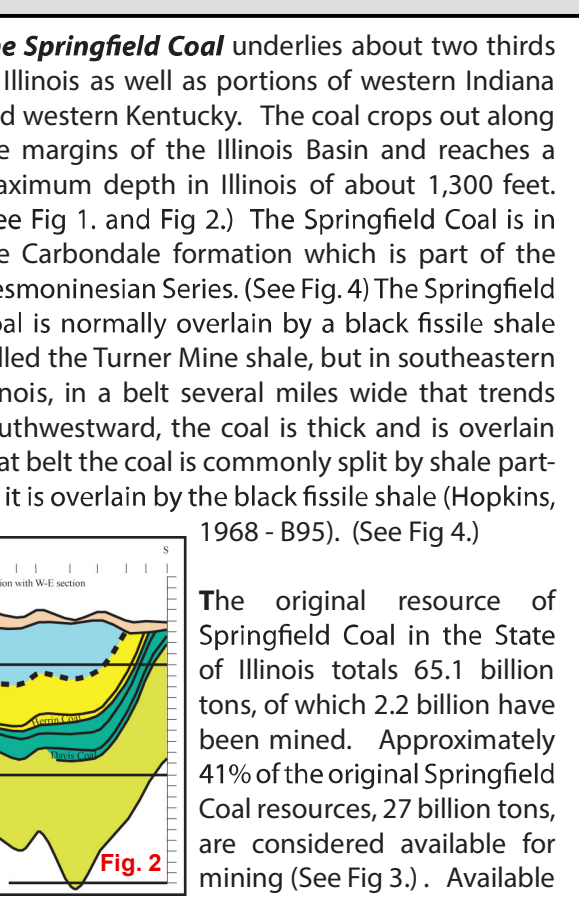 e Springfield Coal underlies about two thirds
Illinois as well as portions of western Indiana
d western Kentucky. The coal crops out along
e margins of the Illinois Basin and reaches a
aximum depth in Illinois of about 1,300 feet.
ee Fig 1. and Fig 2.) The Springfield Coal is in
e Carbondale formation which is part of the
esmoninesian Series. (See Fig. 4) The Springfield
oal is normally overlain by a black fissile shale
lled the Turner Mine shale, but in southeastern
inois, in a belt several miles wide that trends
uthwestward, the coal is thick and is overlain
at belt the coal is commonly split by shale part-
it is overlain by the black fissile shale (Hopkins,
1968 - B95). (See Fig 4.)
S
ion with W-E section
Herrin Coal
Davis Coal
Fig. 2
The original resource of
Springfield Coal in the State
of Illinois totals 65.1 billion
tons, of which 2.2 billion have
been mined. Approximately
41% of the original Springfield
Coal resources, 27 billion tons,
are considered available for
mining (See Fig 3.) . Available